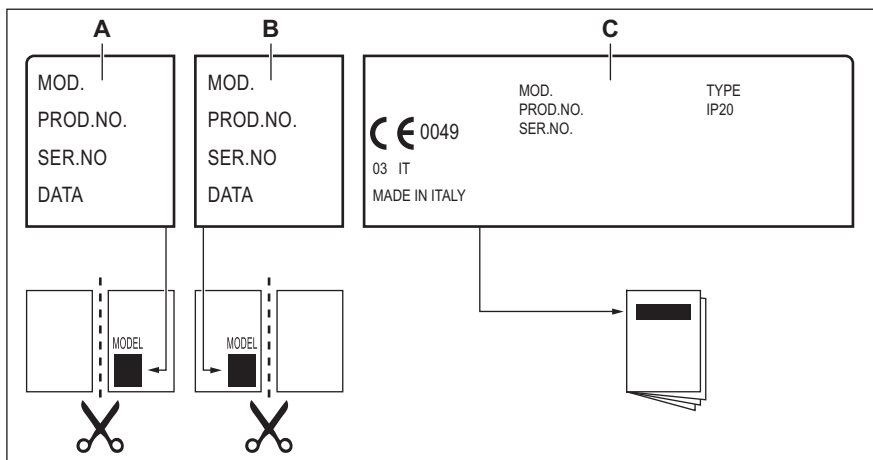 A
B
C
MOD.
PROD.NO.
SER.NO
DATA
MOD.
PROD.NO.
SER.NO
DATA
MOD.
PROD.NO.
SER.NO.
TYPE
IP20
CE 0049
03 IT
MADE IN ITALY
MODEL
MODEL